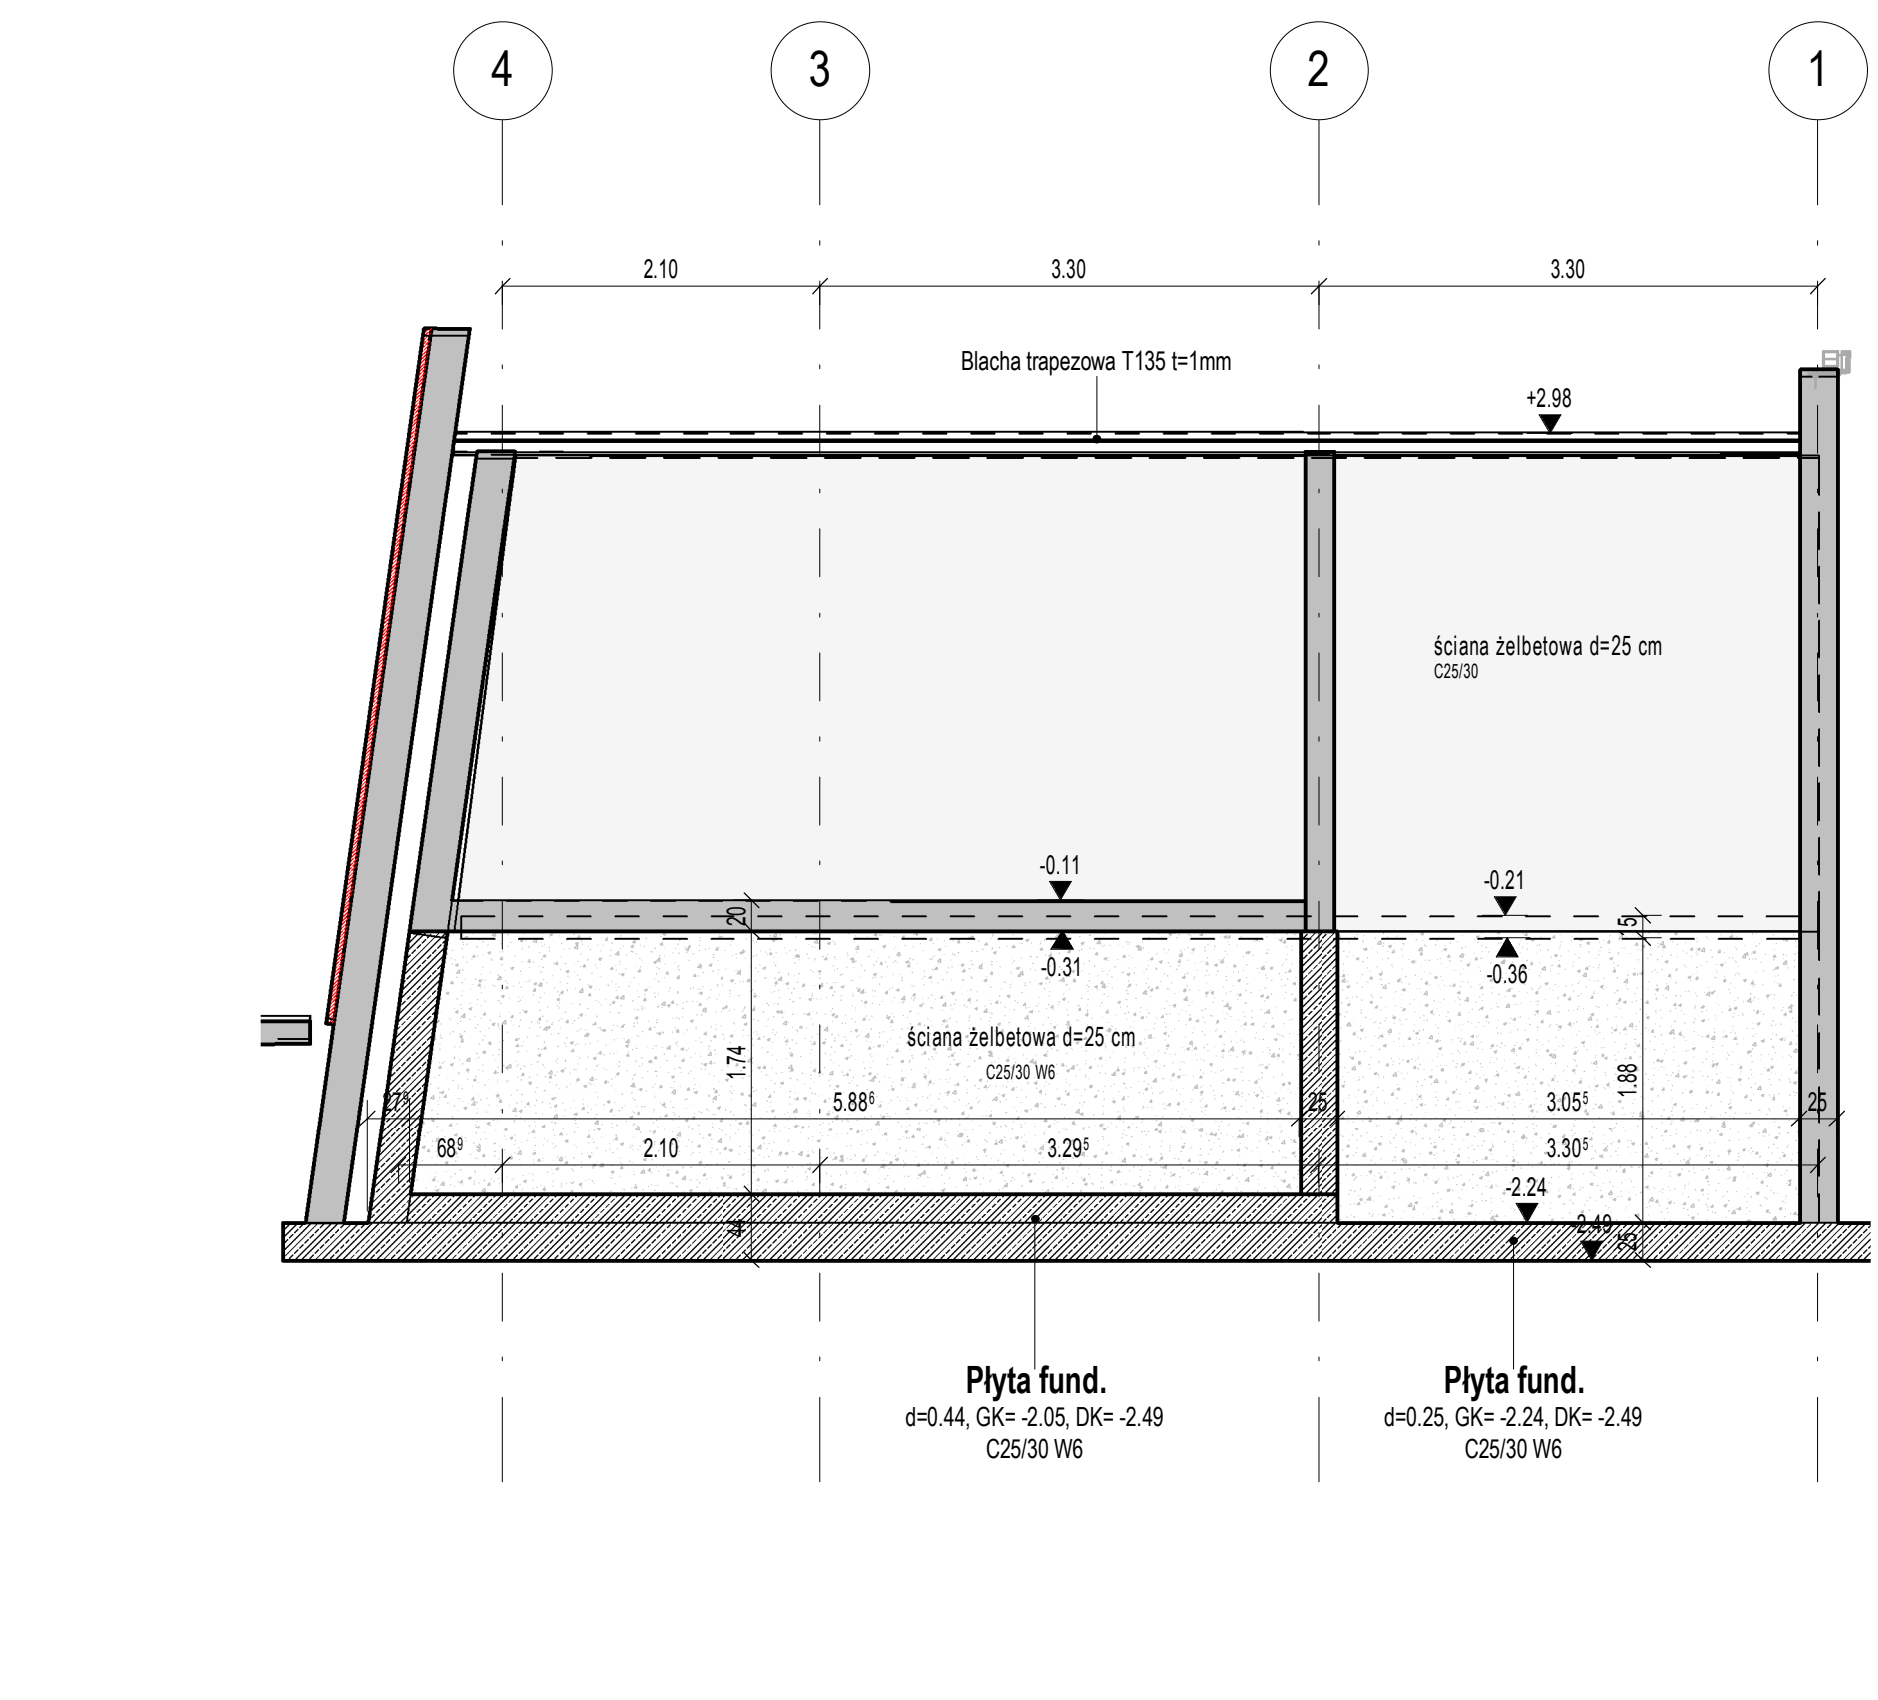 4
3
2
1
2.10
3.30
3.30
Blacha trapezowa T135 t=1mm
+2.98
ściana żelbetowa d=25 cm
C25/30
-0.11
-0.21
20
15
-0.31
-0.36
ściana żelbetowa d=25 cm
C25/30 W6
1.74
1.88
5.88⁶
25
3.05⁵
25
68⁹
2.10
3.29⁵
3.30⁵
-2.24
-2.49
44
25
Płyta fund.
d=0.44, GK= -2.05, DK= -2.49
C25/30 W6
Płyta fund.
d=0.25, GK= -2.24, DK= -2.49
C25/30 W6